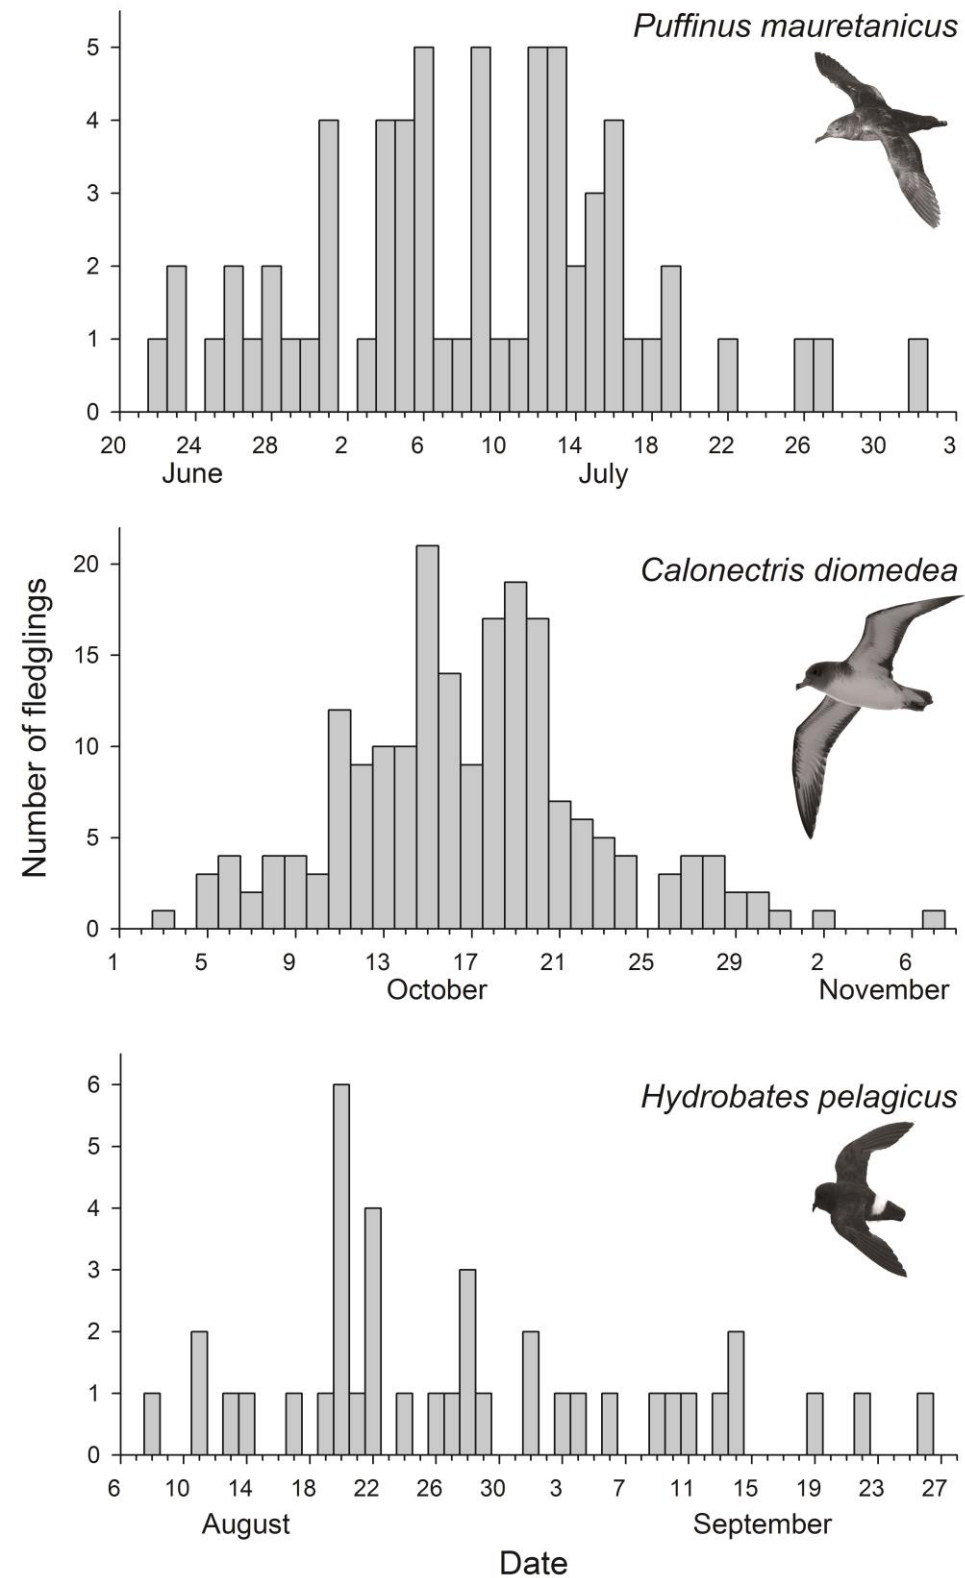 Puffinus mauretanicus
5
4
3
2
1
0
20 24 28 2 6 10 14 18 22 26 30 3
June July
Calonectris diomedea
20
15
10
5
0
1 5 9 13 17 21 25 29 2 6
October November
Number of fledglings
Hydrobates pelagicus
6
5
4
3
2
1
0
6 10 14 18 22 26 30 3 7 11 15 19 23 27
August September
Date